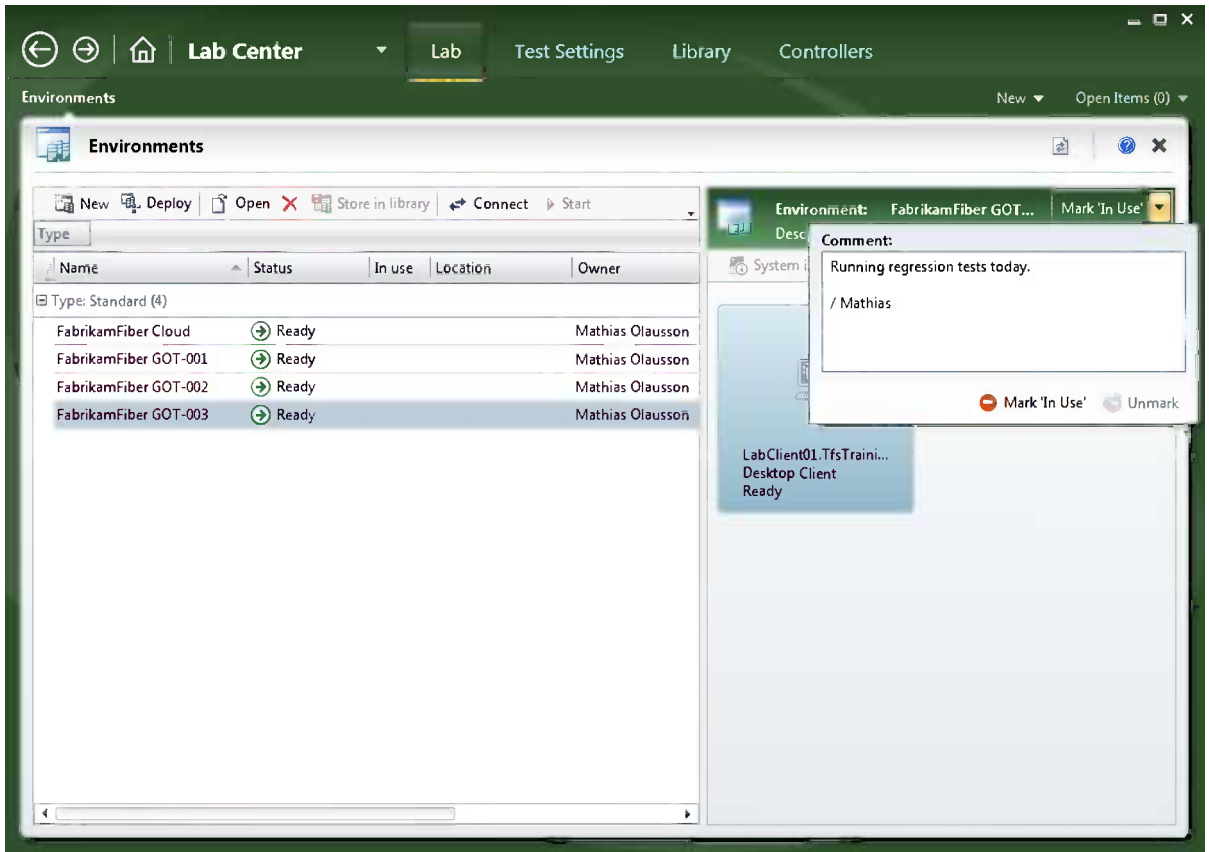 Lab Center Lab Test Settings Library Controllers
Environments New Open Items (0)
Environments
New Deploy Open Store in library Connect Start
Type
Name Status In use Location Owner
Type: Standard (4)
FabrikamFiber Cloud Ready Mathias Olausson
FabrikamFiber GOT-001 Ready Mathias Olausson
FabrikamFiber GOT-002 Ready Mathias Olausson
FabrikamFiber GOT-003 Ready Mathias Olausson
Environment: FabrikamFiber GOT... Mark 'In Use'
Desc
System i
Comment:
Running regression tests today.
/ Mathias
Mark 'In Use' Unmark
LabClient01.TfsTraini...
Desktop Client
Ready